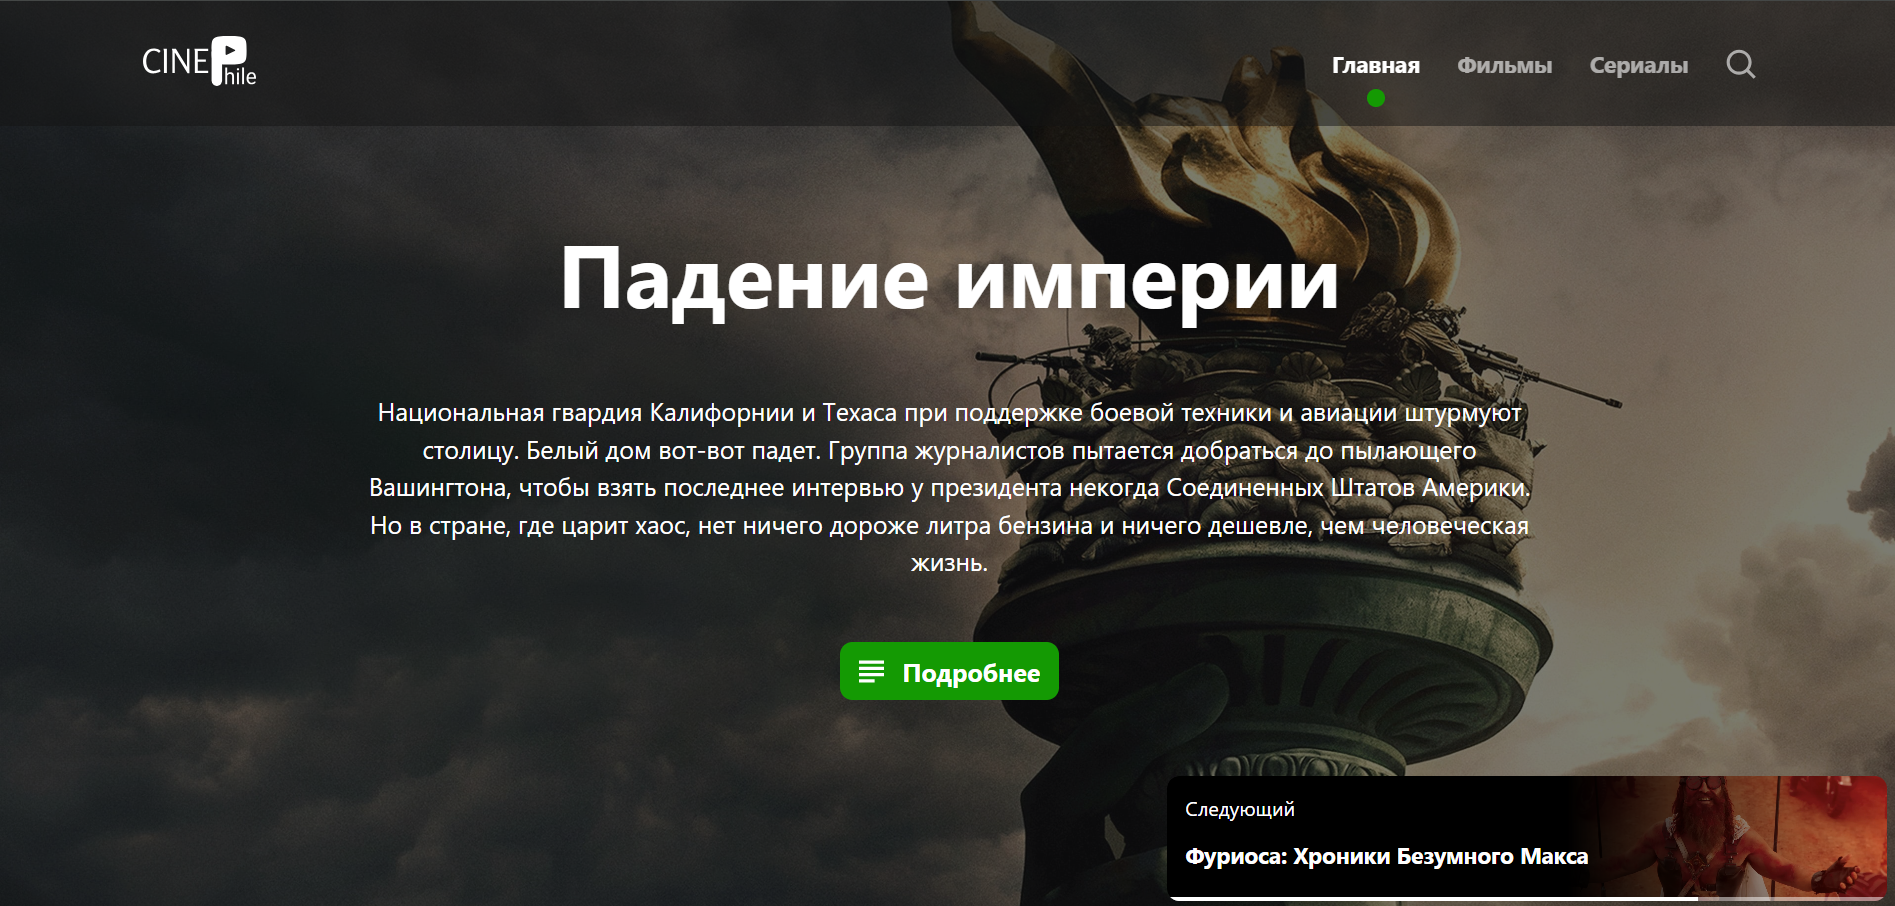 CINEPhile
Главная
Фильмы
Сериалы
Падение империи
Национальная гвардия Калифорнии и Техаса при поддержке боевой техники и авиации штурмуют
столицу. Белый дом вот-вот падет. Группа журналистов пытается добраться до пылающего
Вашингтона, чтобы взять последнее интервью у президента некогда Соединенных Штатов Америки.
Но в стране, где царит хаос, нет ничего дороже литра бензина и ничего дешевле, чем человеческая
жизнь.
Подробнее
Следующий
Фуриоса: Хроники Безумного Макса